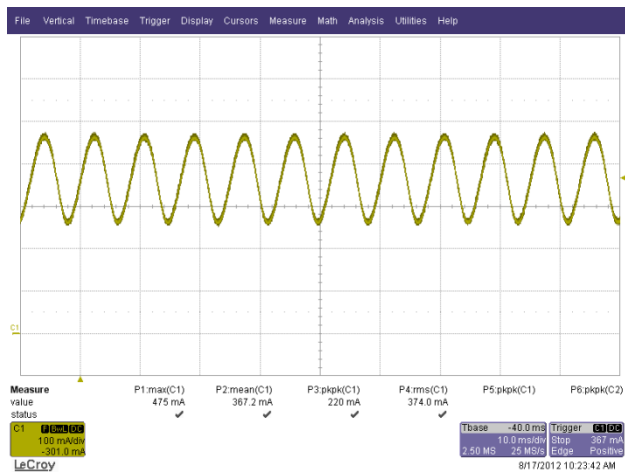 File Vertical Timebase Trigger Display Cursors Measure Math Analysis Utilities Help
C1
Measure P1:max(C1) P2:mean(C1) P3:pkpk(C1) P4:rms(C1) P5:pkpk(C1) P6:pkpk(C2)
value 475 mA 367.2 mA 220 mA 374.0 mA
status
C1 F BwL DC
100 mA/div
-301.0 mA
Tbase -40.0 ms Trigger C1 DC
10.0 ms/div Stop 367 mA
2.50 MS 25 MS/s Edge Positive
LeCroy 8/17/2012 10:23:42 AM